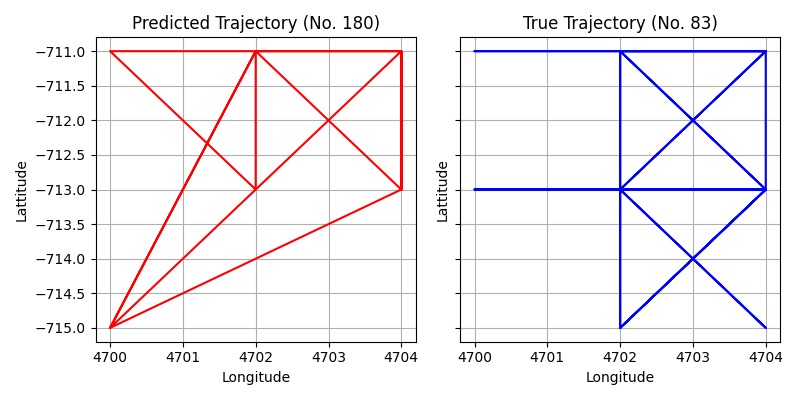 Predicted Trajectory (No. 180)
True Trajectory (No. 83)
−711.0
−711.5
−712.0
−712.5
−713.0
−713.5
−714.0
−714.5
−715.0
Lattitude
Lattitude
4700 4701 4702 4703 4704
4700 4701 4702 4703 4704
Longitude
Longitude